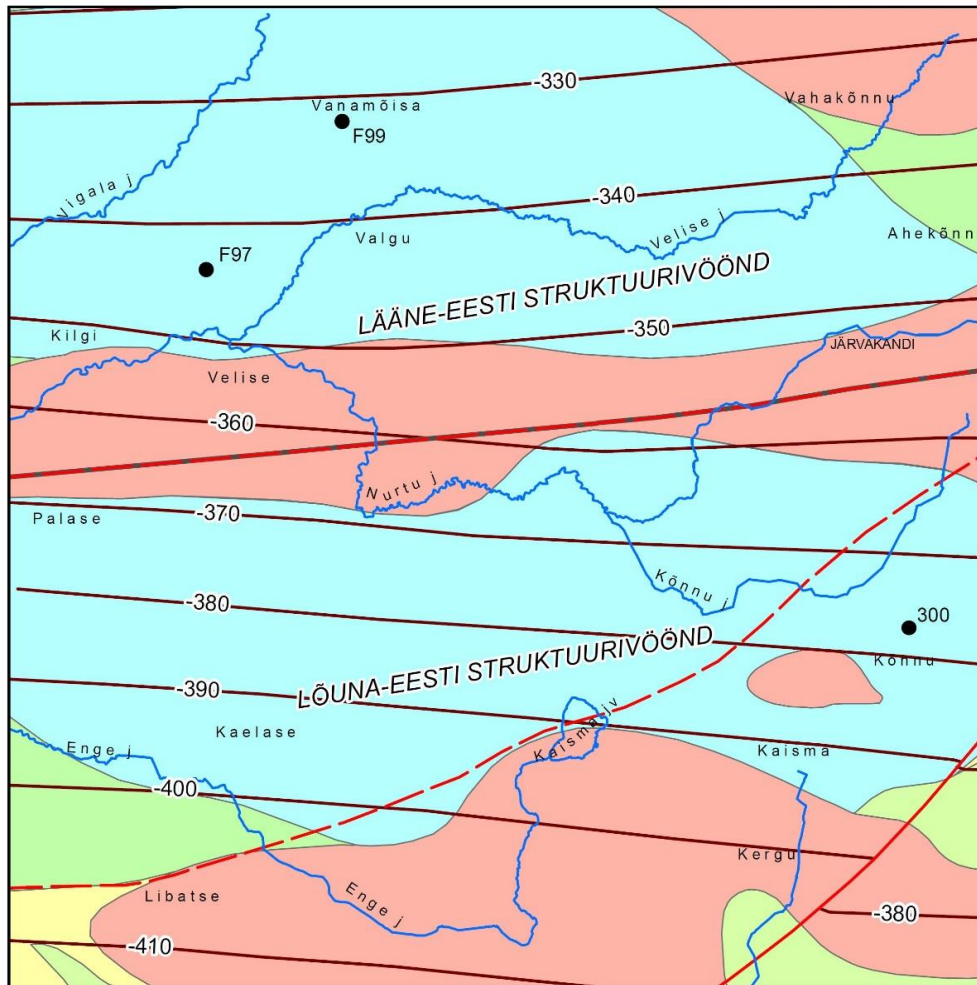 -330
Vanamõisa
Vahakõnnu
F99
Vigala j
-340
Velise j
Valgu
Ahekõnn
F97
LÄÄNE-EESTI STRUKTUURIVÖÖND
Kilgi
-350
JÄRVAKANDI
Velise
-360
Nurtu j
Palase
-370
Kõnnu j
-380
300
LÕUNA-EESTI STRUKTUURIVÖÖND
Kõnnu
-390
Kaelase
Kaisma jv
Enge j
Kaisma
-400
Kergu
Libatse
Enge j
-380
-410